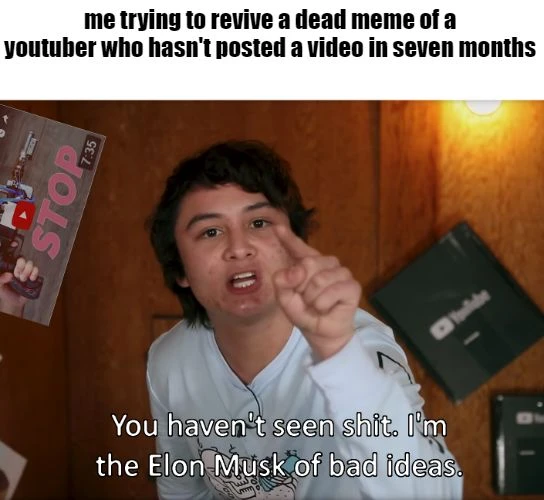 me trying to revive a dead meme of a
youtuber who hasn't posted a video in seven months
STOP
7:35
YouTube
You haven't seen shit. I'm
the Elon Musk of bad ideas.